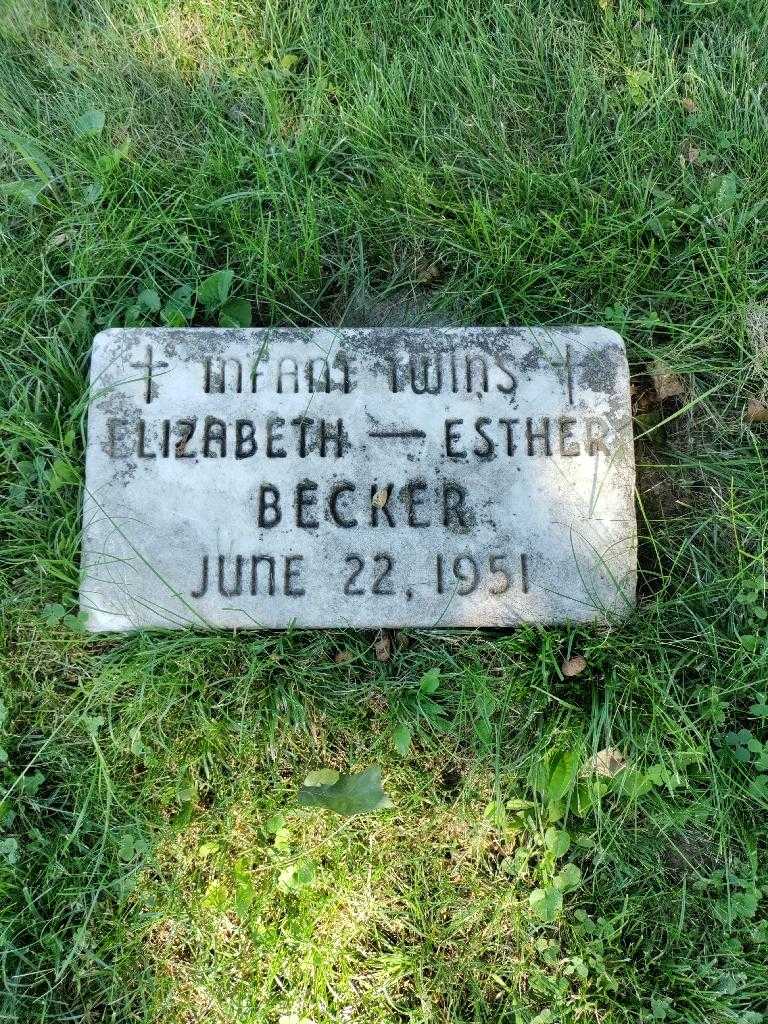 INFANT TWINS
ELIZABETH — ESTHER
BECKER
JUNE 22, 1951